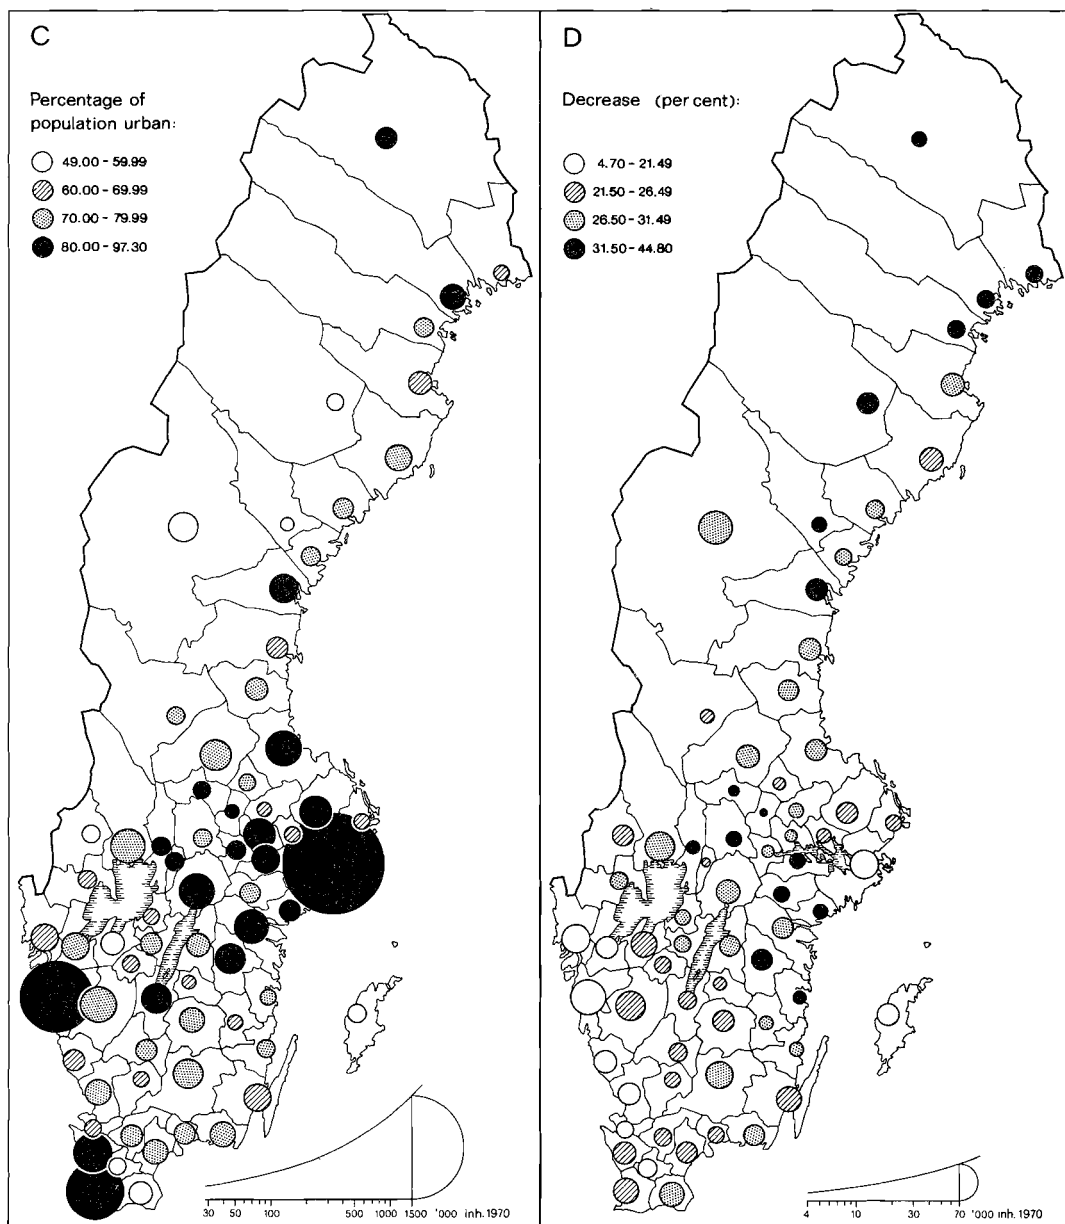 C
Percentage of
population urban:
49.00 - 59.99
60.00 - 69.99
70.00 - 79.99
80.00 - 97.30
30 50 100 500 1000 1500 '000 inh. 1970
D
Decrease (per cent):
4.70 - 21.49
21.50 - 26.49
26.50 - 31.49
31.50 - 44.80
4 10 30 70 '000 inh. 1970